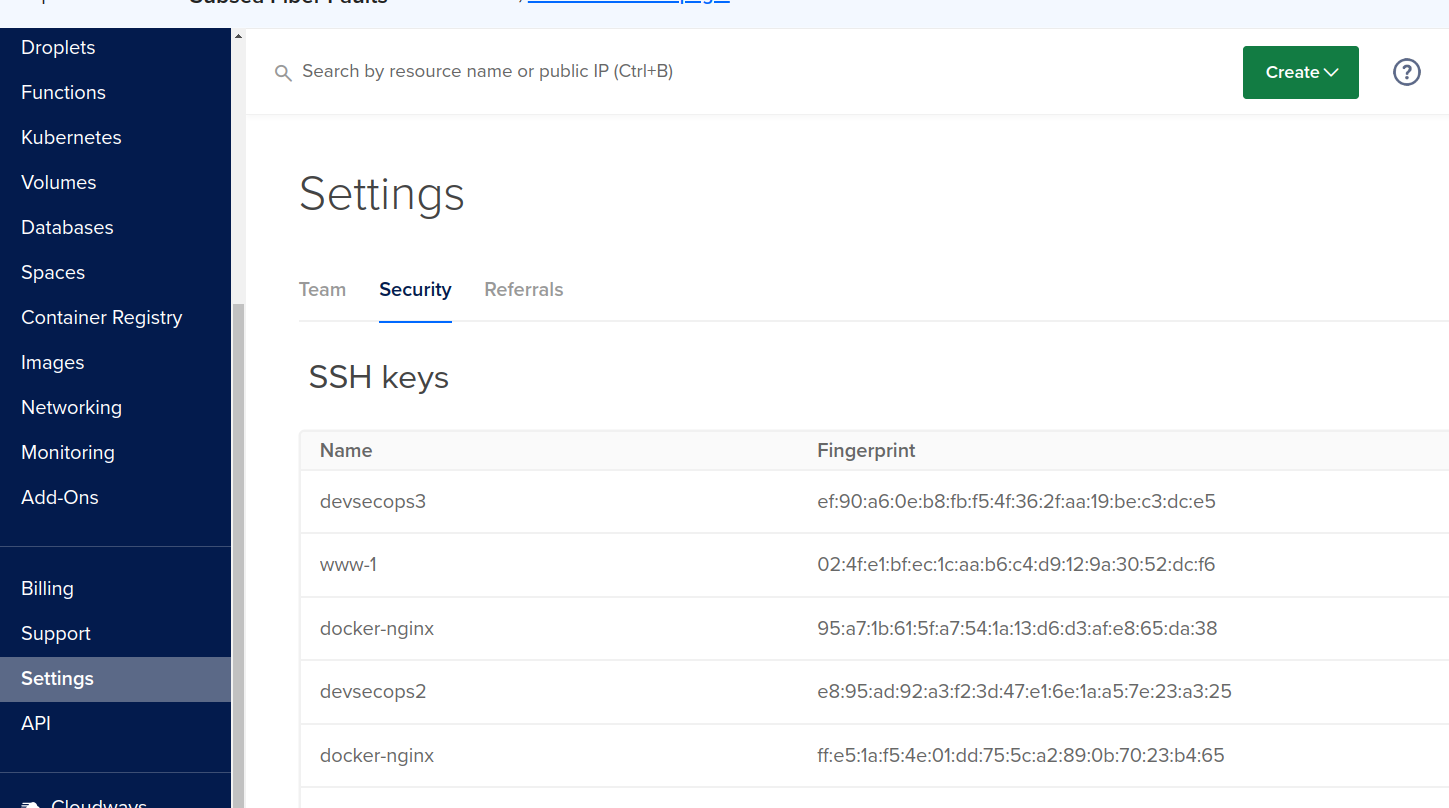 Subsea Fiber Faults
Droplets
Functions
Kubernetes
Volumes
Databases
Spaces
Container Registry
Images
Networking
Monitoring
Add-Ons
Billing
Support
Settings
API
Cloudways
Search by resource name or public IP (Ctrl+B)
Create
?
Settings
Team Security Referrals
SSH keys
Name Fingerprint
devsecops3 ef:90:a6:0e:b8:fb:f5:4f:36:2f:aa:19:be:c3:dc:e5
www-1 02:4f:e1:bf:ec:1c:aa:b6:c4:d9:12:9a:30:52:dc:f6
docker-nginx 95:a7:1b:61:5f:a7:54:1a:13:d6:d3:af:e8:65:da:38
devsecops2 e8:95:ad:92:a3:f2:3d:47:e1:6e:1a:a5:7e:23:a3:25
docker-nginx ff:e5:1a:f5:4e:01:dd:75:5c:a2:89:0b:70:23:b4:65